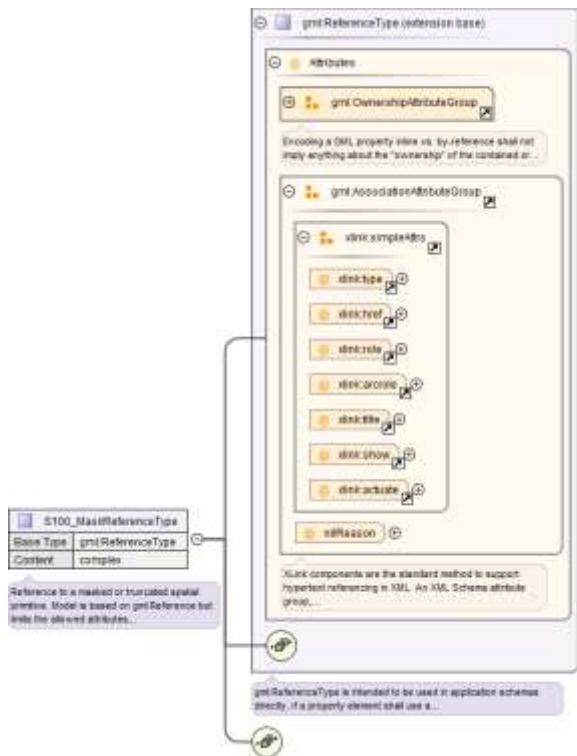 gml:ReferenceType (extension base)
Attributes
gml:OwnershipAttributeGroup
Encoding a GML property inline vs. by-reference shall not
imply anything about the "ownership" of the contained or...
gml:AssociationAttributeGroup
xlink:simpleAttrs
xlink:type
xlink:href
xlink:role
xlink:arcrole
xlink:title
xlink:show
xlink:actuate
nilReason
XLink components are the standard method to support
hypertext referencing in XML. An XML Schema attribute
group,...
S100_MaskReferenceType
Base Type gml:ReferenceType
Content complex
Reference to a masked or truncated spatial
primitive. Model is based on gml:Reference but
limits the allowed attributes...
gml:ReferenceType is intended to be used in application schemas
directly, if a property element shall use a...